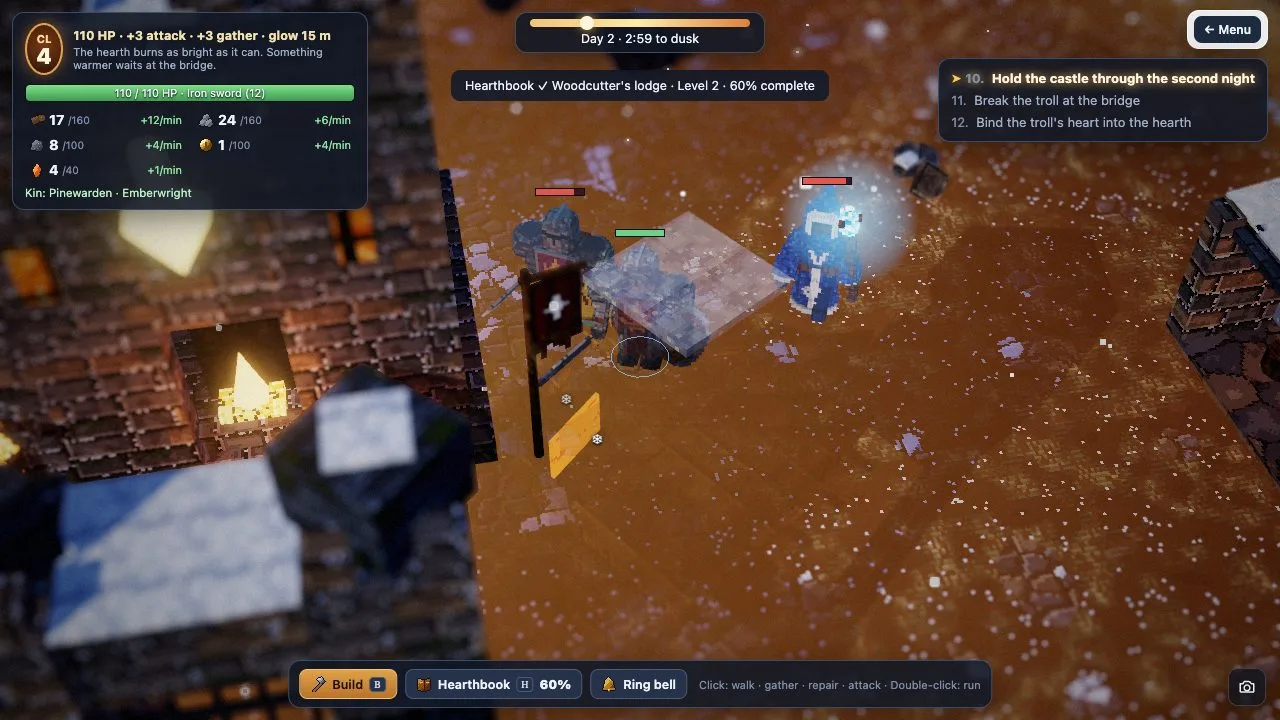 CL
4
110 HP · +3 attack · +3 gather · glow 15 m
The hearth burns as bright as it can. Something
warmer waits at the bridge.
110 / 110 HP · Iron sword (12)
17 /160 +12/min 24 /160 +6/min
8 /100 +4/min 1 /100 +4/min
4 /40 +1/min
Kin: Pinewarden · Emberwright
Day 2 · 2:59 to dusk
Hearthbook ✓ Woodcutter's lodge · Level 2 · 60% complete
← Menu
➤ 10. Hold the castle through the second night
11. Break the troll at the bridge
12. Bind the troll's heart into the hearth
Build B Hearthbook H 60% Ring bell Click: walk · gather · repair · attack · Double-click: run